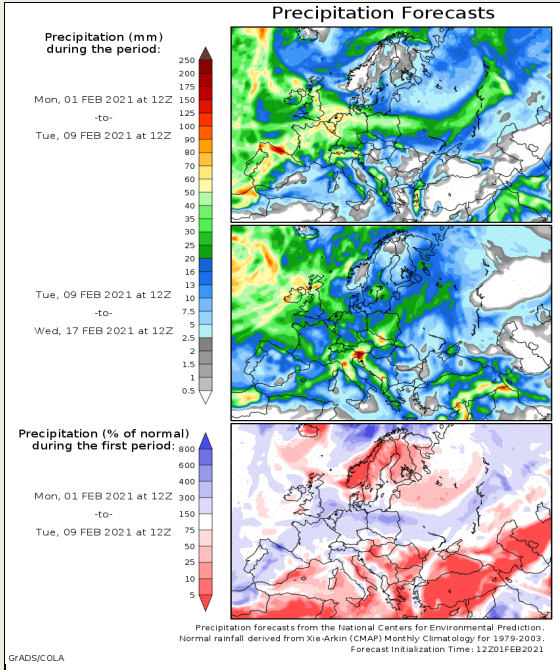 Precipitation Forecasts
Precipitation (mm)
during the period:
Mon, 01 FEB 2021 at 12Z
-to-
Tue, 09 FEB 2021 at 12Z
250
200
175
150
125
100
90
80
70
60
50
40
35
30
25
20
16
13
10
7.5
5
2.5
2
1.5
1
0.5
Tue, 09 FEB 2021 at 12Z
-to-
Wed, 17 FEB 2021 at 12Z
Precipitation (% of normal)
during the first period:
Mon, 01 FEB 2021 at 12Z
-to-
Tue, 09 FEB 2021 at 12Z
800
600
400
300
150
75
50
25
10
5
Precipitation forecasts from the National Centers for Environmental Prediction.
Normal rainfall derived from Xie-Arkin (CMAP) Monthly Climatology for 1979-2003.
Forecast Initialization Time: 12Z01FEB2021
GrADS/COLA